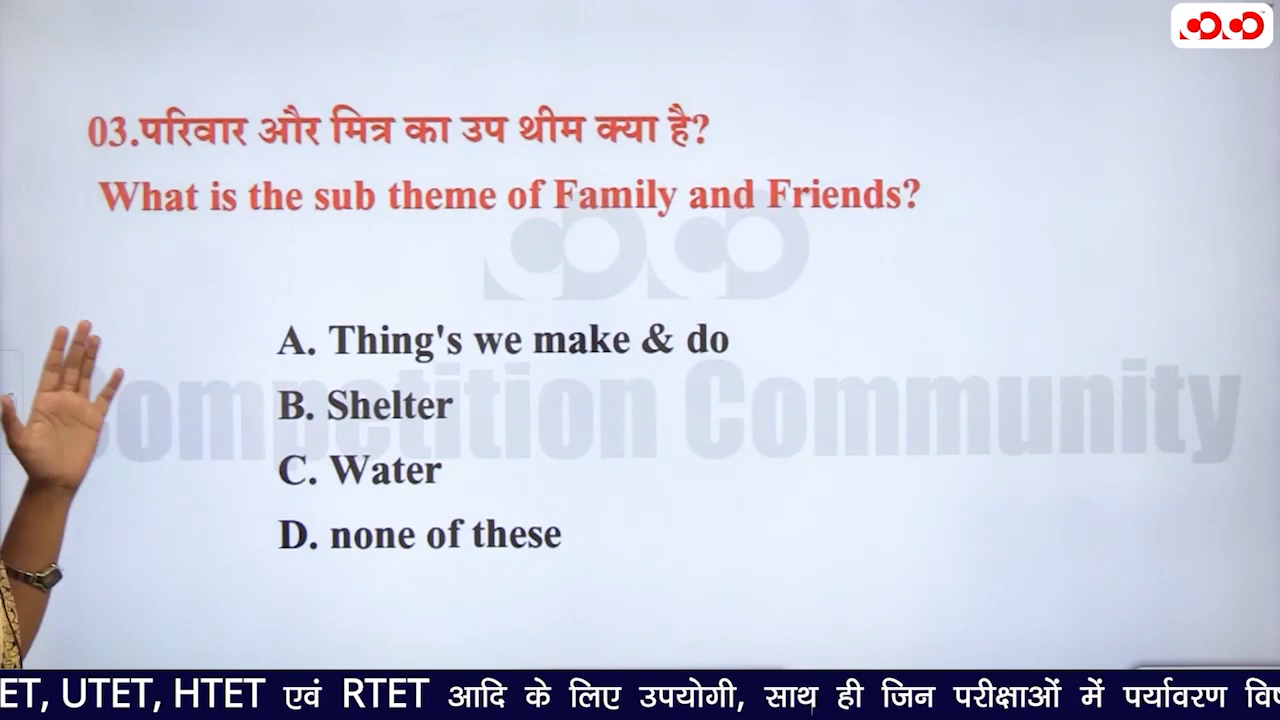 03.परिवार और मित्र का उप थीम क्या है?
What is the sub theme of Family and Friends?
A. Thing's we make & do
B. Shelter
C. Water
D. none of these
Competition Community
ET, UTET, HTET एवं RTET आदि के लिए उपयोगी, साथ ही जिन परीक्षाओं में पर्यावरण